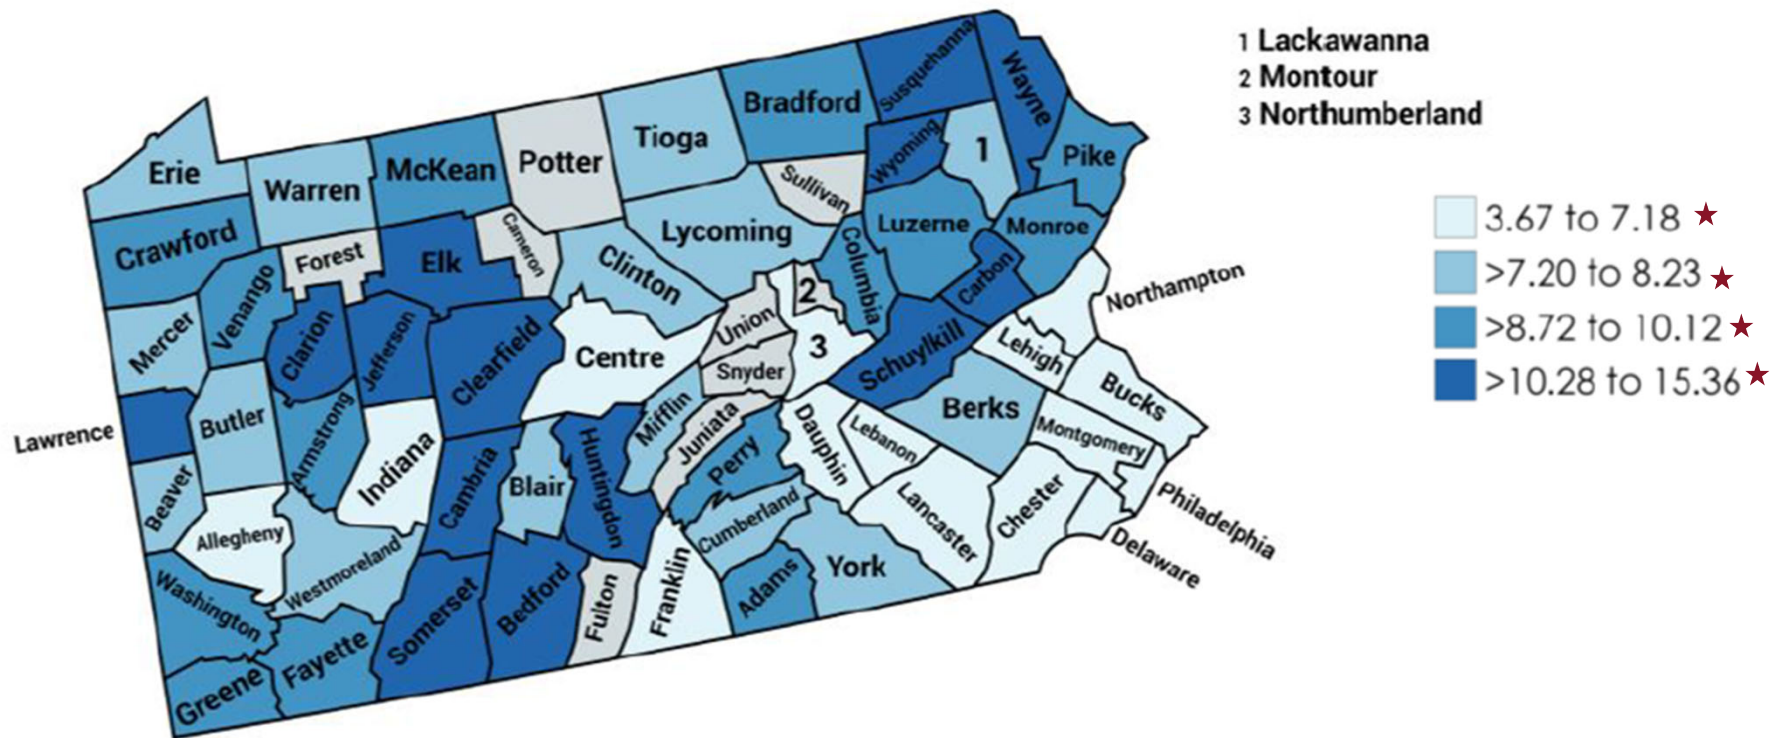 1 Lackawanna
2 Montour
3 Northumberland
Susquehanna
Wayne
Bradford
Tioga
Potter
McKean
Warren
Erie
Wyoming
1
Pike
Sullivan
Crawford
Forest
Elk
Cameron
Lycoming
Luzerne
Monroe
Clinton
Columbia
Carbon
Venango
Mercer
Clarion
Jefferson
Clearfield
Centre
Union
2
3
Snyder
Schuylkill
Northampton
Lehigh
Bucks
Lawrence
Butler
Armstrong
Indiana
Cambria
Blair
Huntingdon
Mifflin
Juniata
Perry
Dauphin
Lebanon
Berks
Montgomery
Philadelphia
Delaware
Beaver
Allegheny
Westmoreland
Cumberland
Lancaster
Chester
Washington
Greene
Fayette
Somerset
Bedford
Fulton
Franklin
Adams
York
3.67 to 7.18 ★
>7.20 to 8.23 ★
>8.72 to 10.12 ★
>10.28 to 15.36 ★